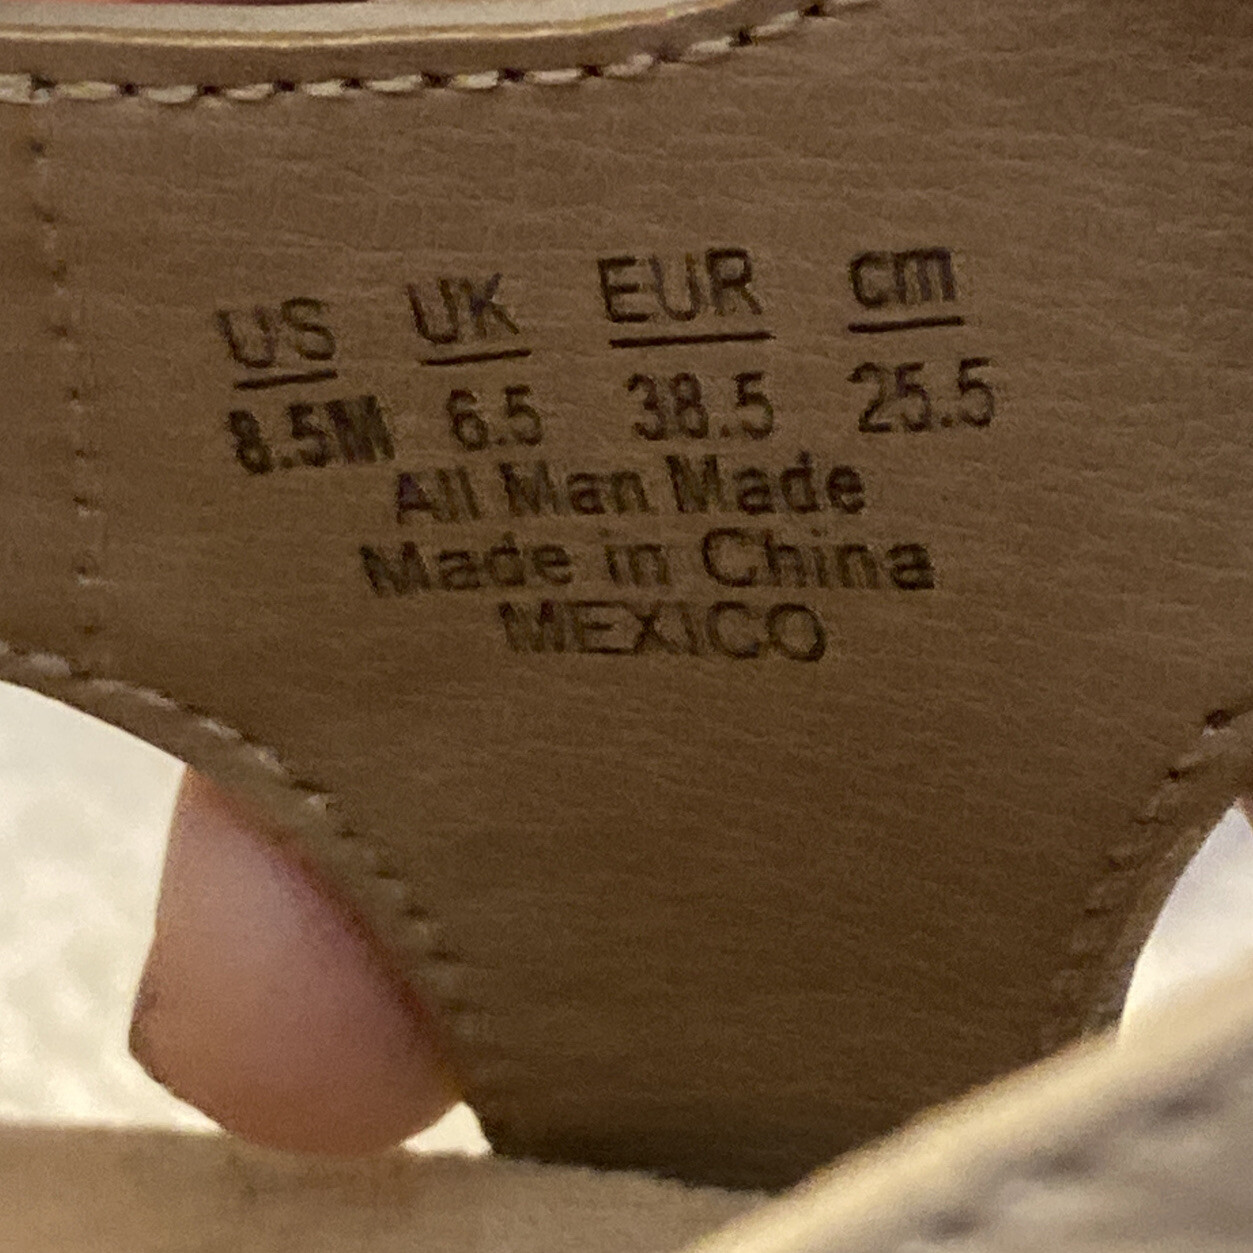 US UK EUR cm
8.5M 6.5 38.5 25.5
All Man Made
Made in China
MEXICO